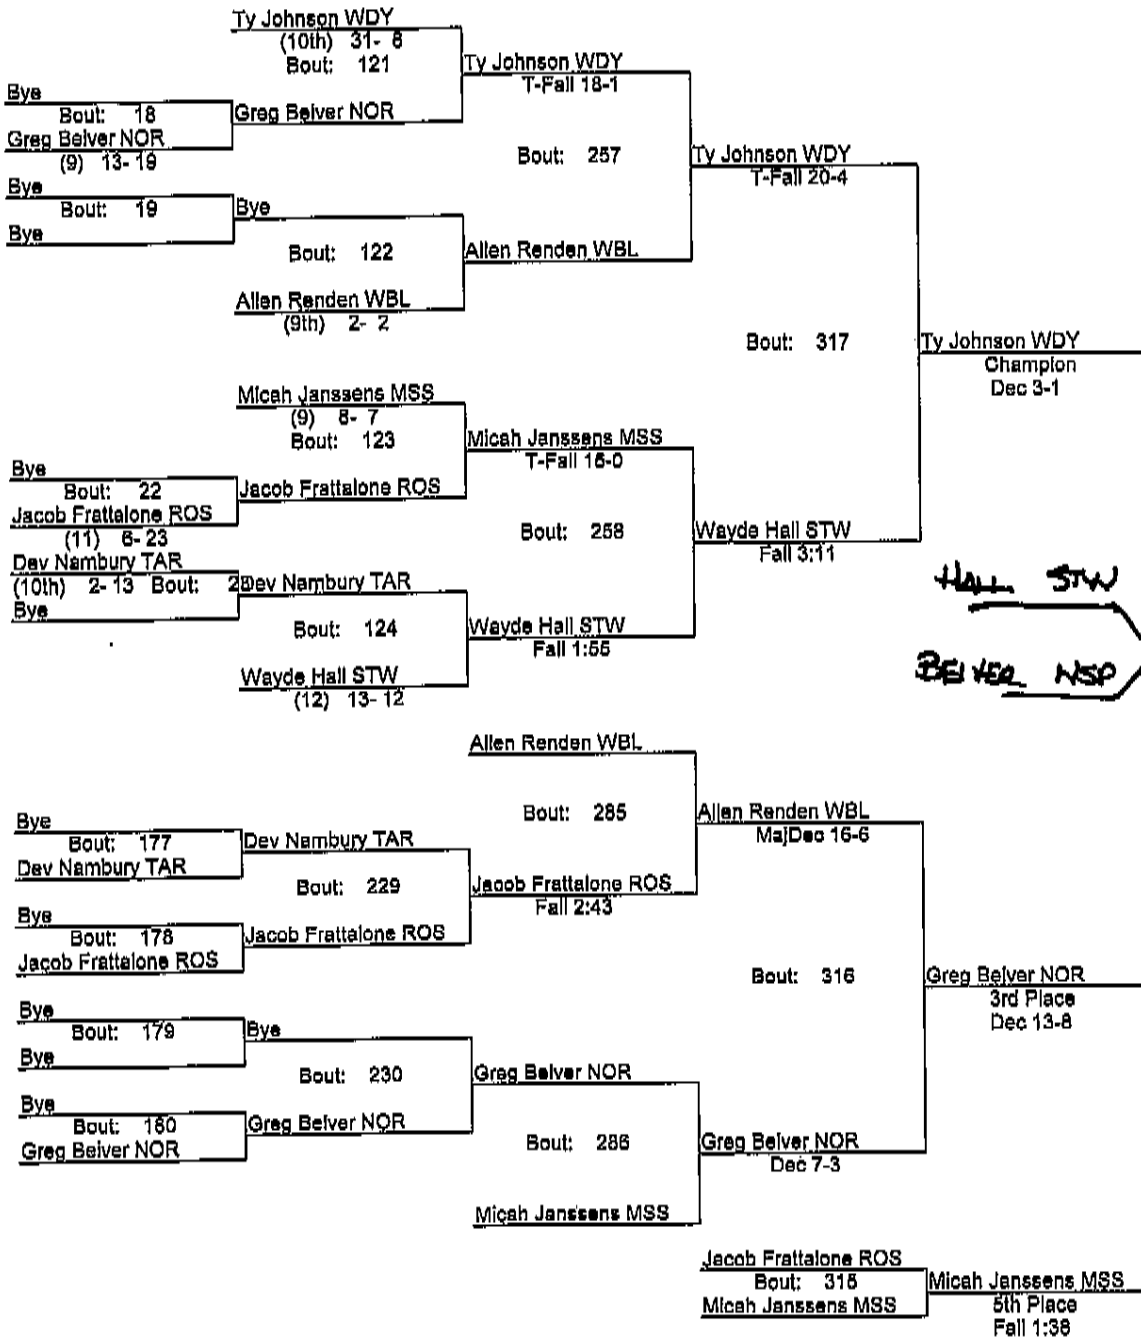 Ty Johnson WDY
(10th) 31- 6
Bout: 121
Ty Johnson WDY
T-Fall 18-1
Bye
Bout: 18
Greg Belver NOR
Greg Belver NOR
(9) 13- 19
Bout: 257
Ty Johnson WDY
T-Fall 20-4
Bye
Bout: 19
Bye
Bye
Bout: 122
Allen Renden WBL
Allen Renden WBL
(9th) 2- 2
Bout: 317
Ty Johnson WDY
Champion
Dec 3-1
Micah Janssens MSS
(9) 8- 7
Bout: 123
Micah Janssens MSS
T-Fall 16-0
Bye
Bout: 22
Jacob Frattalone ROS
Jacob Frattalone ROS
(11) 6- 23
Bout: 258
Wayde Hall STW
Fall 3:11
Dev Nambury TAR
(10th) 2- 13 Bout: 23
Dev Nambury TAR
Bye
Bout: 124
Wayde Hall STW
Fall 1:55
Wayde Hall STW
(12) 13- 12
HALL STW
BELVER NSP
Allen Renden WBL
Bout: 285
Allen Renden WBL
MajDec 16-6
Bye
Bout: 177
Dev Nambury TAR
Dev Nambury TAR
Bout: 229
Jacob Frattalone ROS
Fall 2:43
Bye
Bout: 178
Jacob Frattalone ROS
Jacob Frattalone ROS
Bout: 316
Greg Belver NOR
3rd Place
Dec 13-8
Bye
Bout: 179
Bye
Bye
Bout: 230
Greg Belver NOR
Bye
Bout: 180
Greg Belver NOR
Greg Belver NOR
Bout: 286
Greg Belver NOR
Dec 7-3
Micah Janssens MSS
Jacob Frattalone ROS
Bout: 315
Micah Janssens MSS
Micah Janssens MSS
5th Place
Fall 1:38